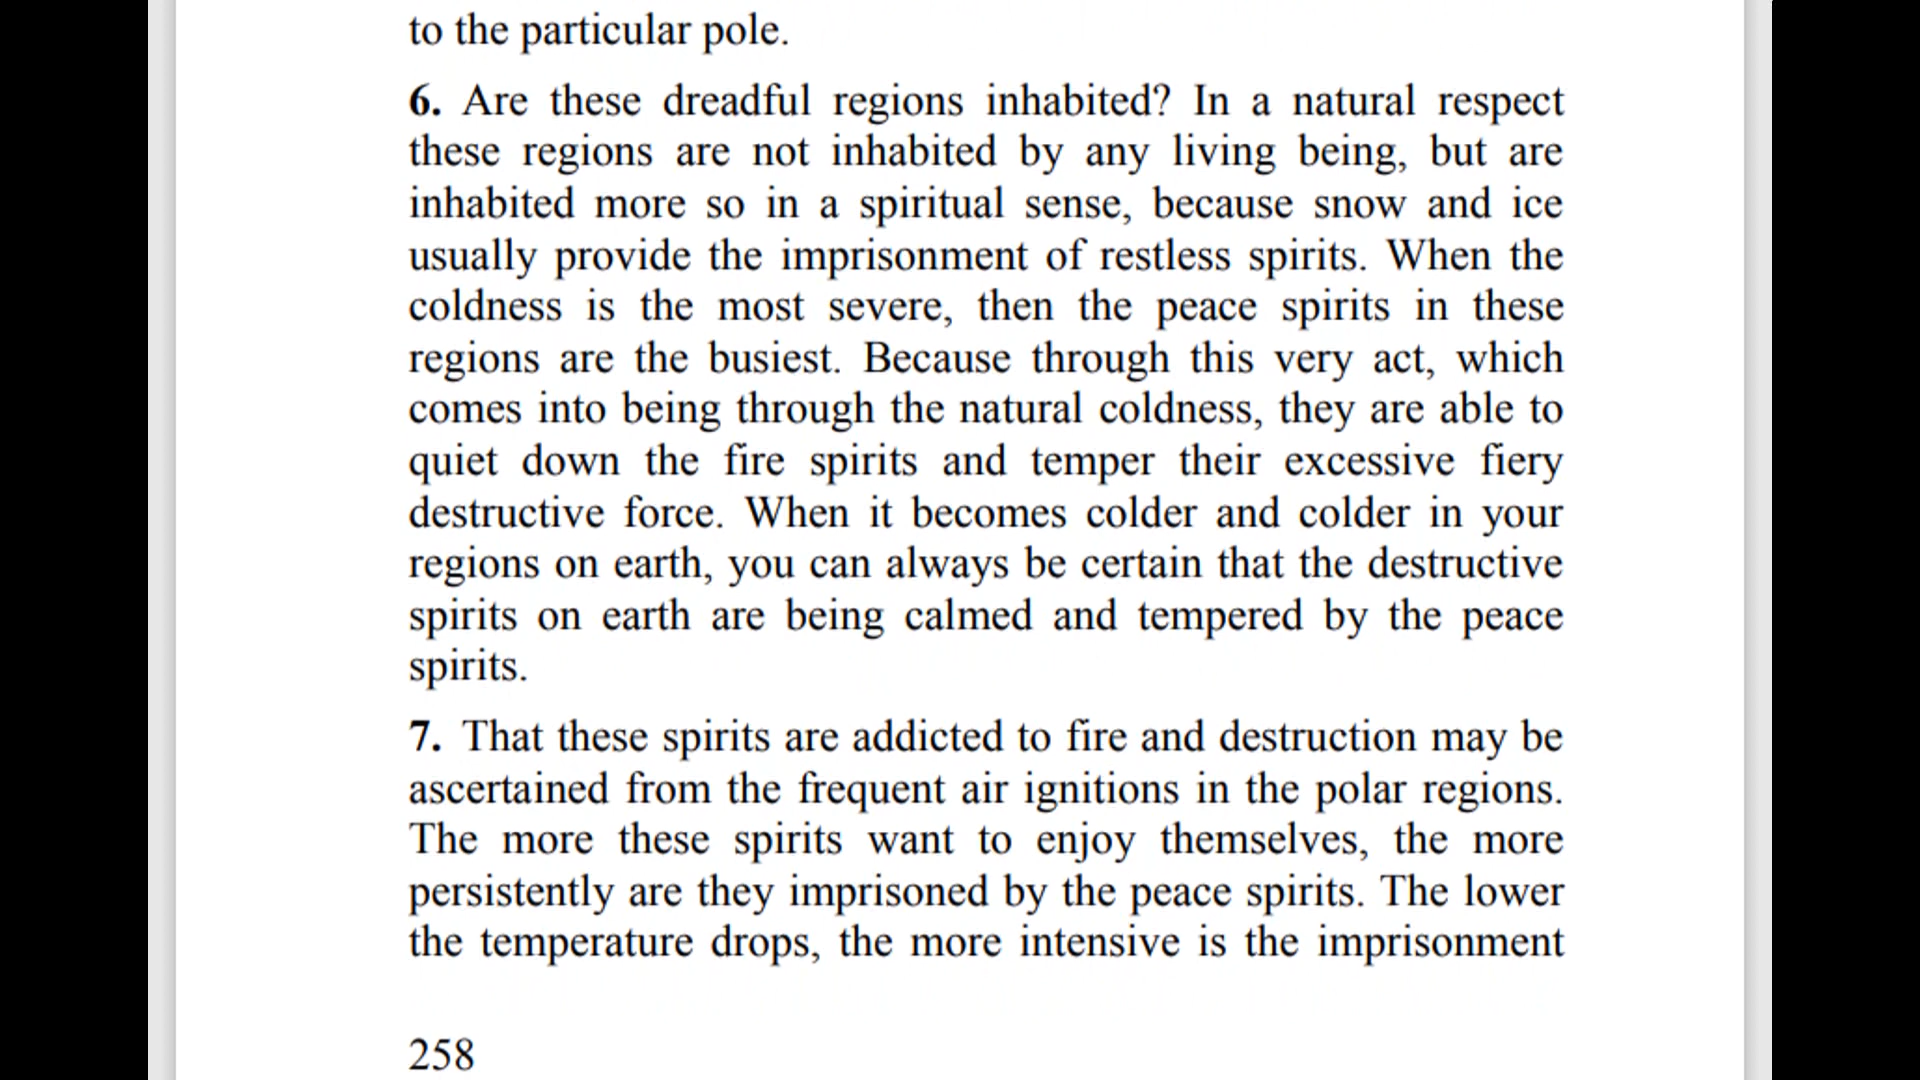 to the particular pole.
6. Are these dreadful regions inhabited? In a natural respect
these regions are not inhabited by any living being, but are
inhabited more so in a spiritual sense, because snow and ice
usually provide the imprisonment of restless spirits. When the
coldness is the most severe, then the peace spirits in these
regions are the busiest. Because through this very act, which
comes into being through the natural coldness, they are able to
quiet down the fire spirits and temper their excessive fiery
destructive force. When it becomes colder and colder in your
regions on earth, you can always be certain that the destructive
spirits on earth are being calmed and tempered by the peace
spirits.
7. That these spirits are addicted to fire and destruction may be
ascertained from the frequent air ignitions in the polar regions.
The more these spirits want to enjoy themselves, the more
persistently are they imprisoned by the peace spirits. The lower
the temperature drops, the more intensive is the imprisonment
258